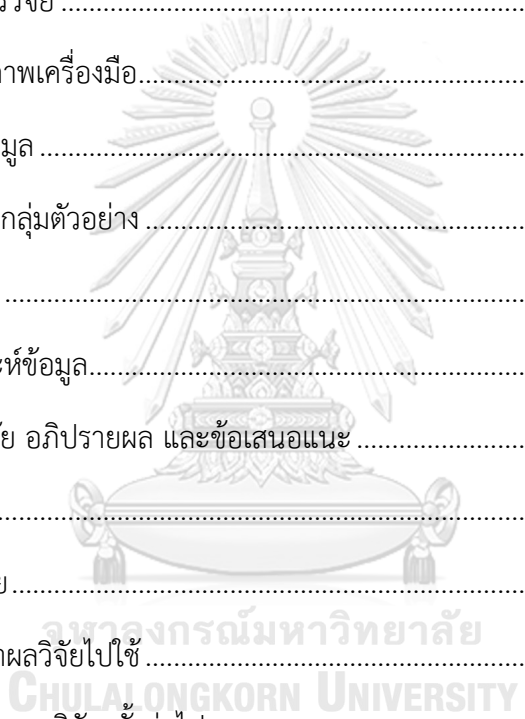 าพเครื่องมือ
มูล
กลุ่มตัวอย่าง
ะห์ข้อมูล
ัย อภิปรายผล และข้อเสนอแนะ
ย
จุฬาลงกรณ์มหาวิทยาลัย
าผลวิจัยไปใช้
CHULALONGKORN UNIVERSITY